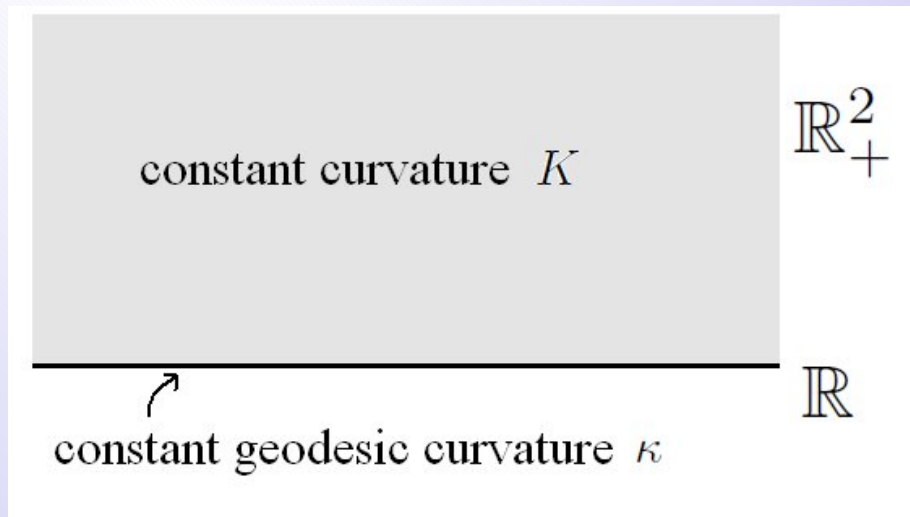 ℝ²₊
constant curvature K
ℝ
constant geodesic curvature κ